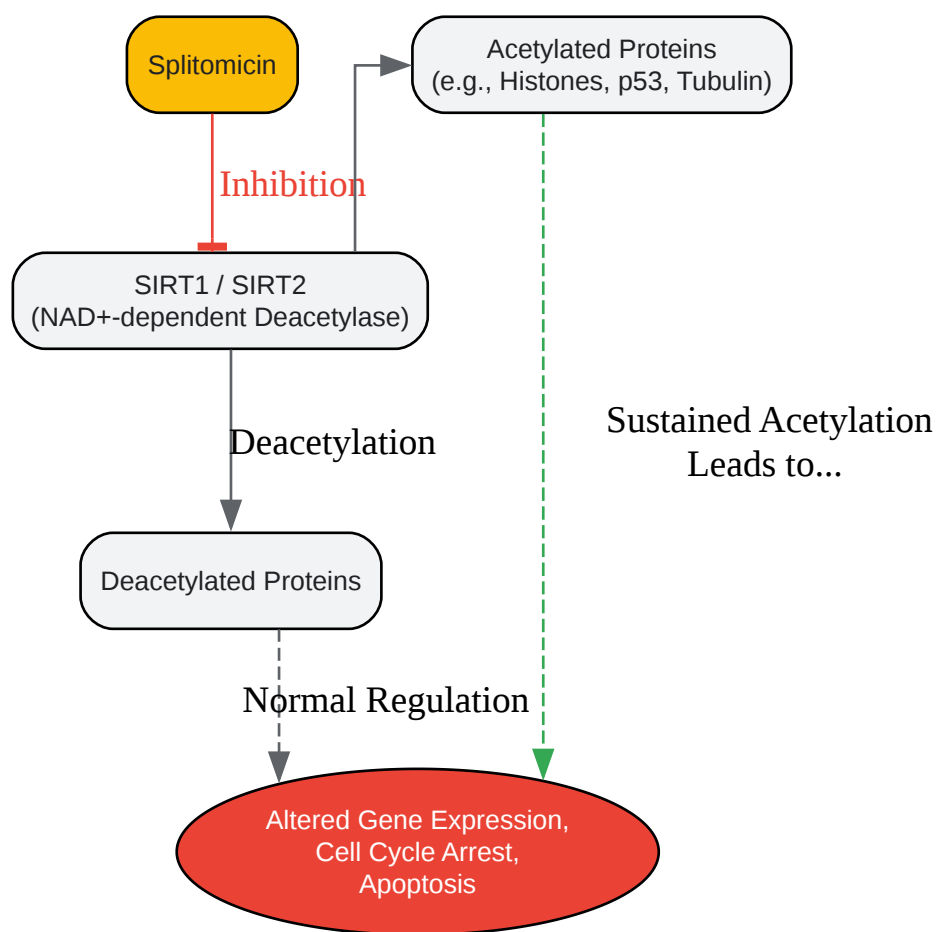 Splitomicin
Acetylated Proteins
(e.g., Histones, p53, Tubulin)
Inhibition
SIRT1 / SIRT2
(NAD+-dependent Deacetylase)
Deacetylation
Sustained Acetylation
Leads to...
Deacetylated Proteins
Normal Regulation
Altered Gene Expression,
Cell Cycle Arrest,
Apoptosis